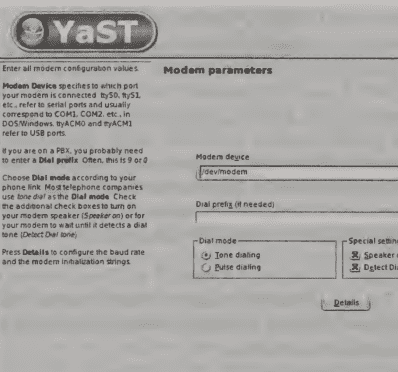 YaST
Enter all modem configuration values.
Modem Device specifies to which port
your modem is connected. ttyS0, ttyS1,
etc., refer to serial ports and usually
correspond to COM1, COM2, etc., in
DOS/Windows. ttyACM0 and ttyACM1
refer to USB ports.
If you are on a PBX, you probably need
to enter a Dial prefix. Often, this is 9 or 0.
Choose Dial mode according to your
phone link. Most telephone companies
use tone dial as the Dial mode. Check
the additional check boxes to turn on
your modem speaker (Speaker on) or for
your modem to wait until it detects a dial
tone (Detect Dial tone).
Press Details to configure the baud rate
and the modem initialization strings.
Modem parameters
Modem device
/dev/modem
Dial prefix (if needed)
Dial mode
Tone dialing
Pulse dialing
Special
Speaker
Detect
Details